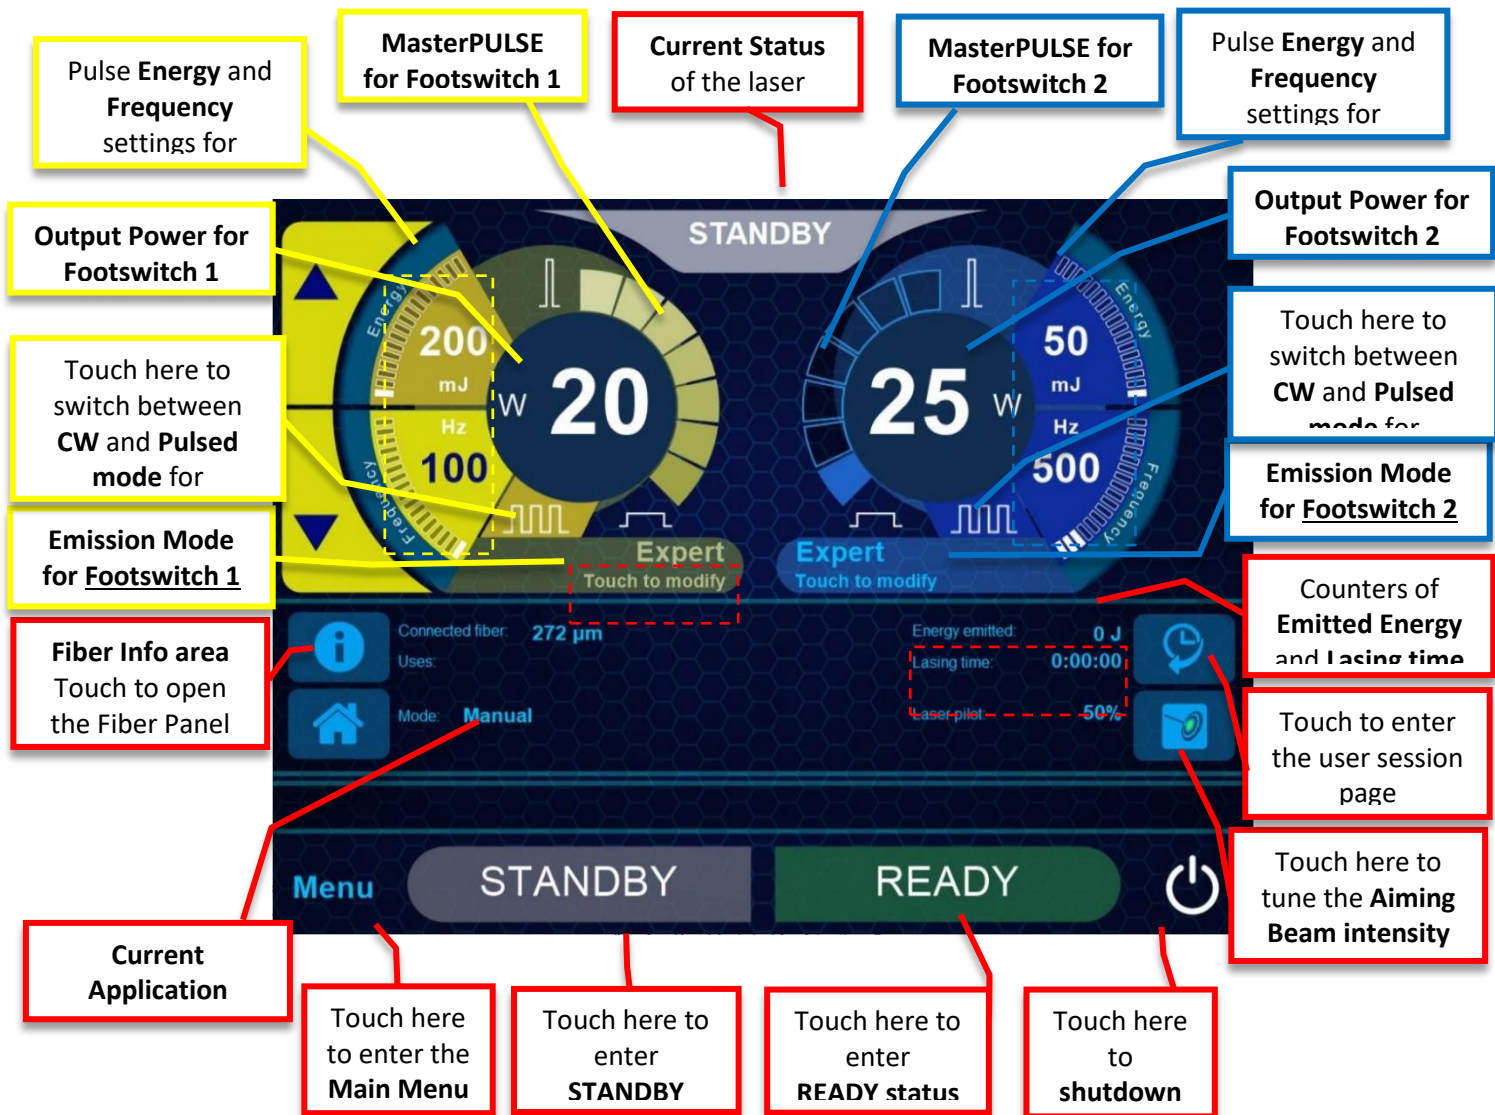 Pulse Energy and
Frequency
settings for
MasterPULSE
for Footswitch 1
Current Status
of the laser
MasterPULSE for
Footswitch 2
Pulse Energy and
Frequency
settings for
Output Power for
Footswitch 1
Output Power for
Footswitch 2
Touch here to
switch between
CW and Pulsed
mode for
Touch here to
switch between
CW and Pulsed
mode for
Emission Mode
for Footswitch 1
Emission Mode
for Footswitch 2
STANDBY
Energy
200
mJ
Hz
100
Frequency
W 20
Expert
Touch to modify
25 W
Energy
50
mJ
Hz
500
Frequency
Expert
Touch to modify
Fiber Info area
Touch to open
the Fiber Panel
Connected fiber: 272 µm
Uses:
Mode: Manual
Energy emitted: 0 J
Lasing time: 0:00:00
Laser pilot: 50%
Counters of
Emitted Energy
and Lasing time
Touch to enter
the user session
page
Touch here to
tune the Aiming
Beam intensity
Menu
STANDBY
READY
Current
Application
Touch here
to enter the
Main Menu
Touch here to
enter
STANDBY
Touch here to
enter
READY status
Touch here
to
shutdown